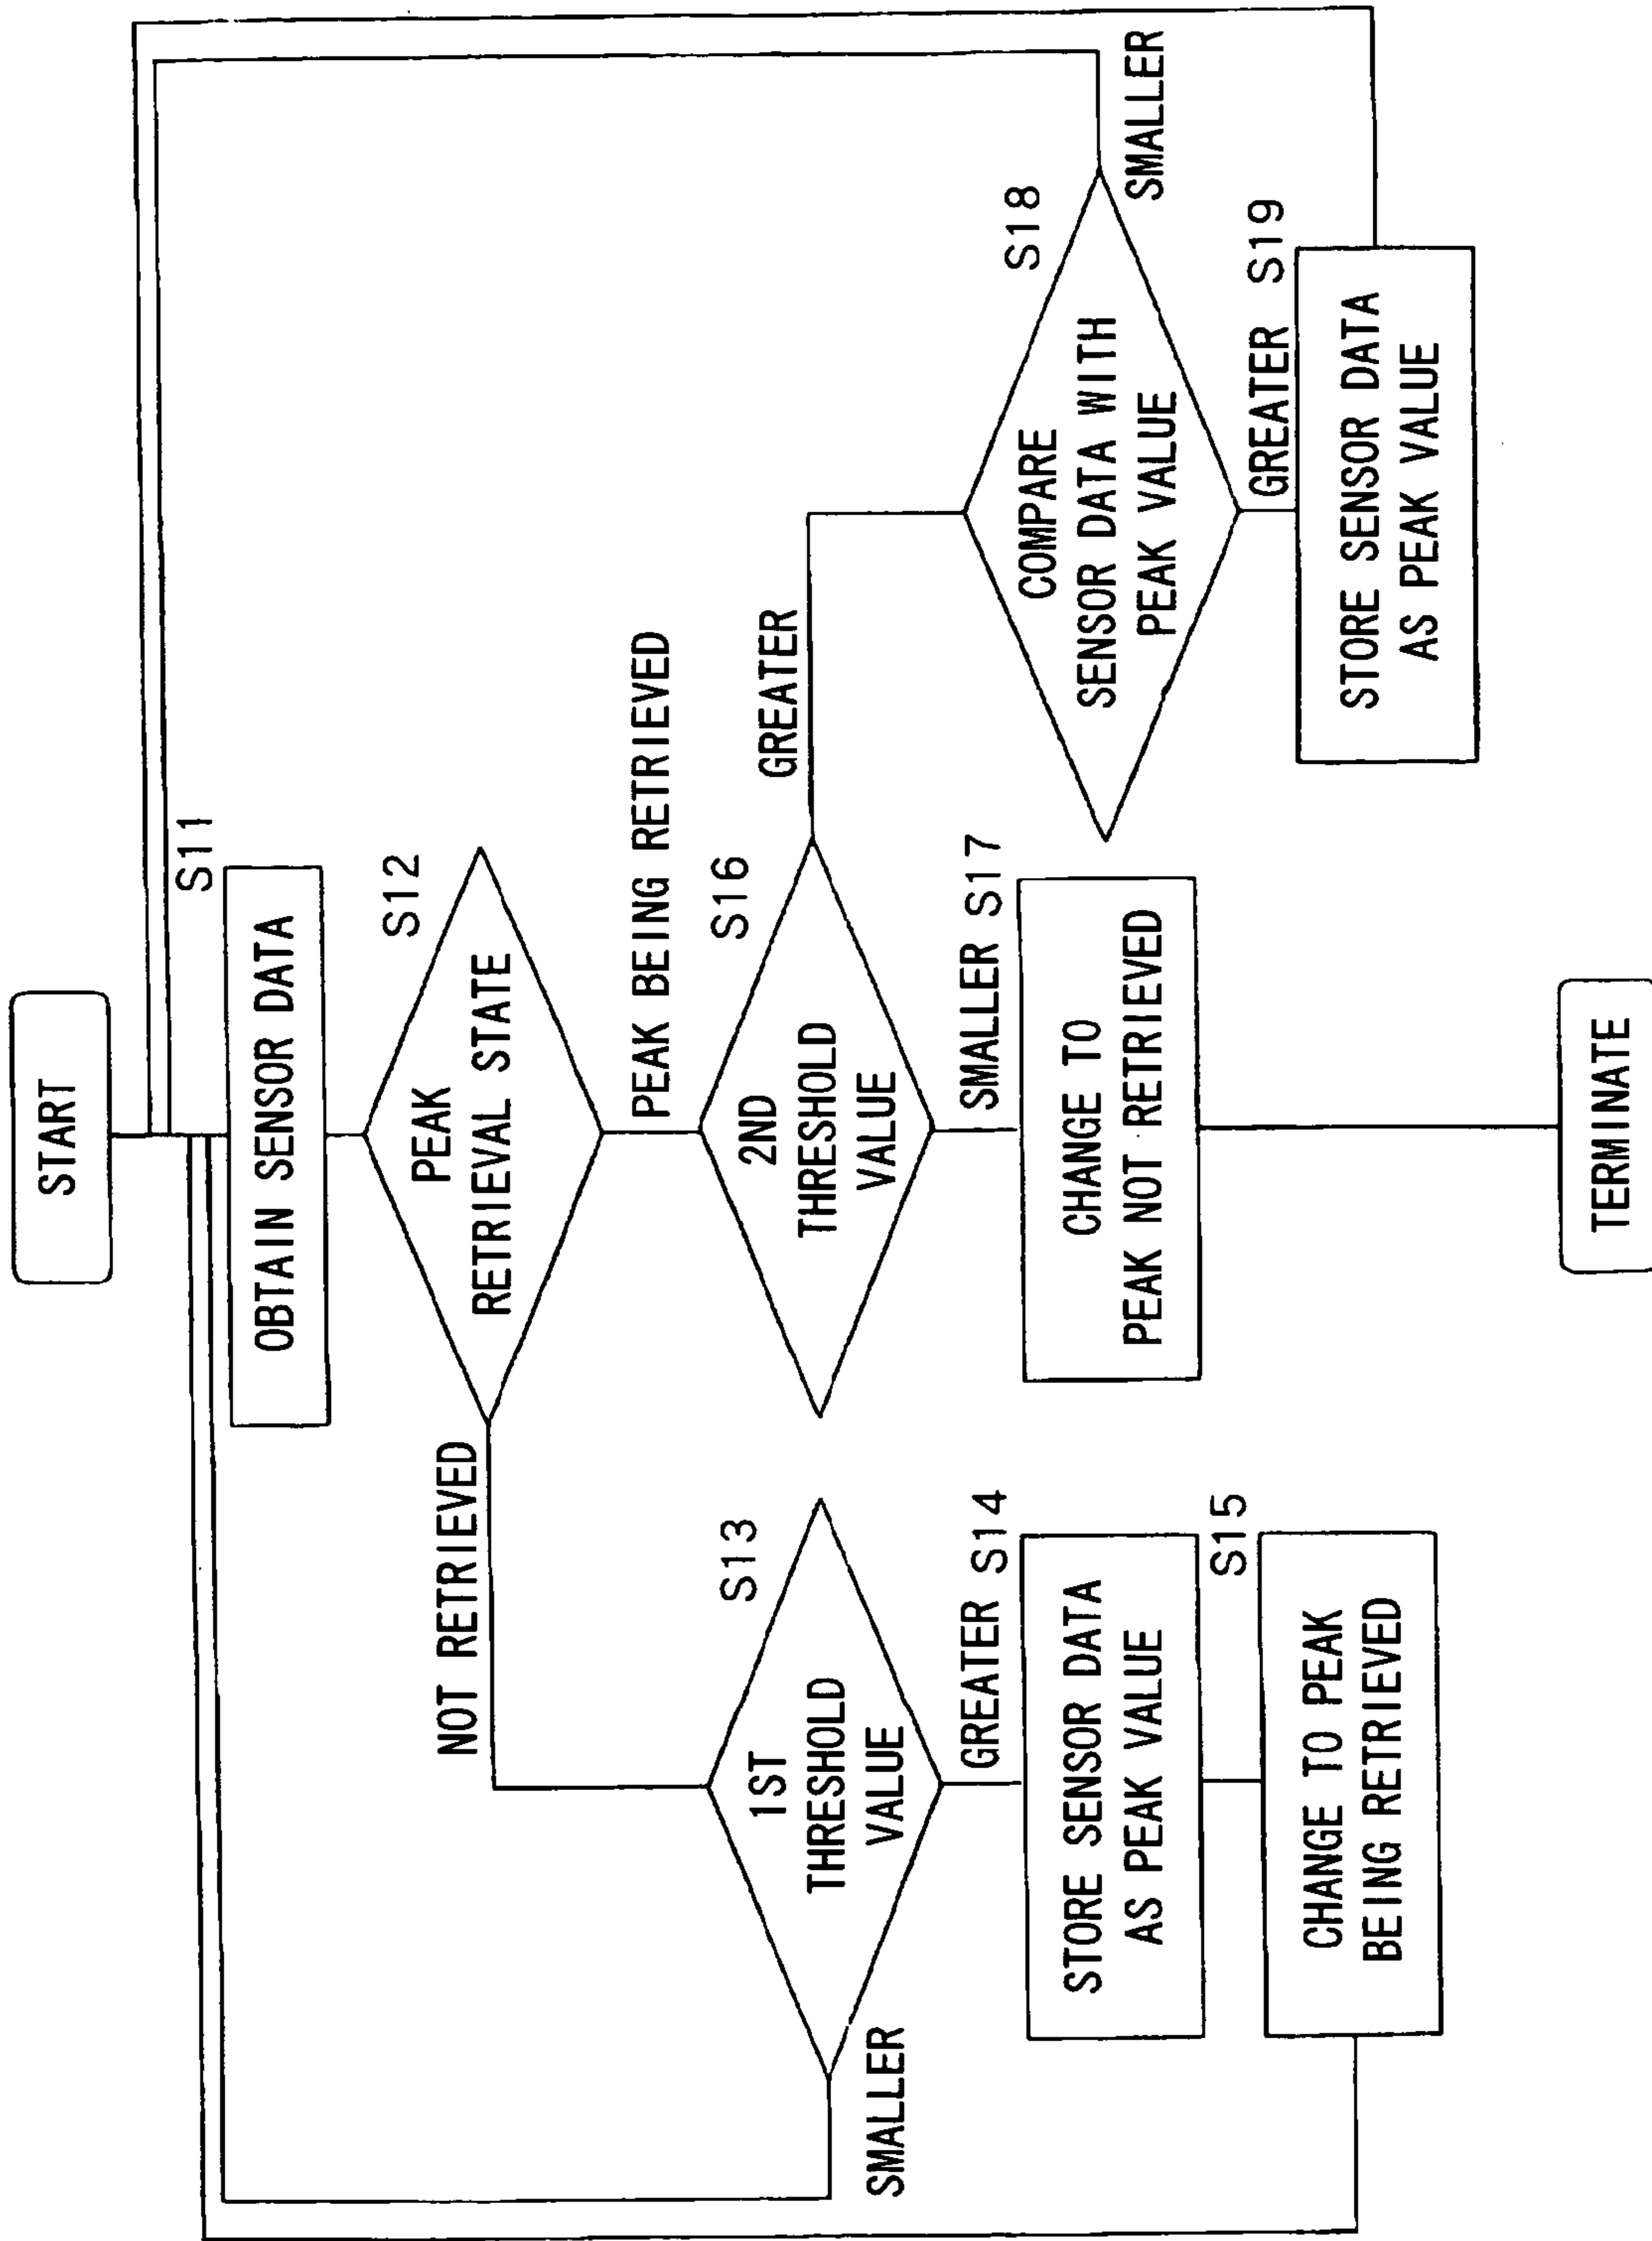 START
S11
OBTAIN SENSOR DATA
S12
PEAK
RETRIEVAL STATE
NOT RETRIEVED
PEAK BEING RETRIEVED
S13
1ST
THRESHOLD
VALUE
SMALLER
GREATER S14
STORE SENSOR DATA
AS PEAK VALUE
S15
CHANGE TO PEAK
BEING RETRIEVED
S16
2ND
THRESHOLD
VALUE
GREATER
SMALLER S17
CHANGE TO
PEAK NOT RETRIEVED
S18
COMPARE
SENSOR DATA WITH
PEAK VALUE
SMALLER
GREATER S19
STORE SENSOR DATA
AS PEAK VALUE
TERMINATE